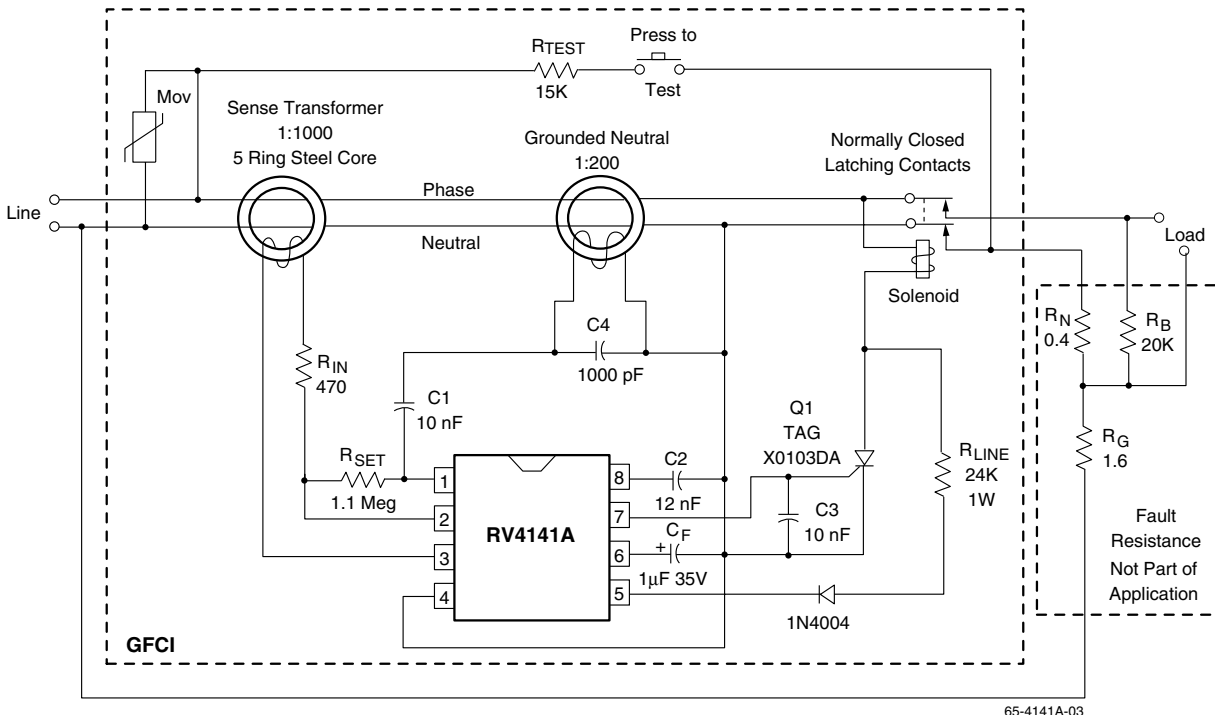 RTEST
15K
Press to
Test
Mov
Sense Transformer
1:1000
5 Ring Steel Core
Grounded Neutral
1:200
Normally Closed
Latching Contacts
Line
Phase
Neutral
Load
Solenoid
RIN
470
C4
1000 pF
C1
10 nF
RSET
1.1 Meg
RN
0.4
RB
20K
RG
1.6
Q1
TAG
X0103DA
RLINE
24K
1W
C2
12 nF
C3
10 nF
CF
+
1µF 35V
1
2
3
4
8
7
6
5
RV4141A
1N4004
Fault
Resistance
Not Part of
Application
GFCI
65-4141A-03